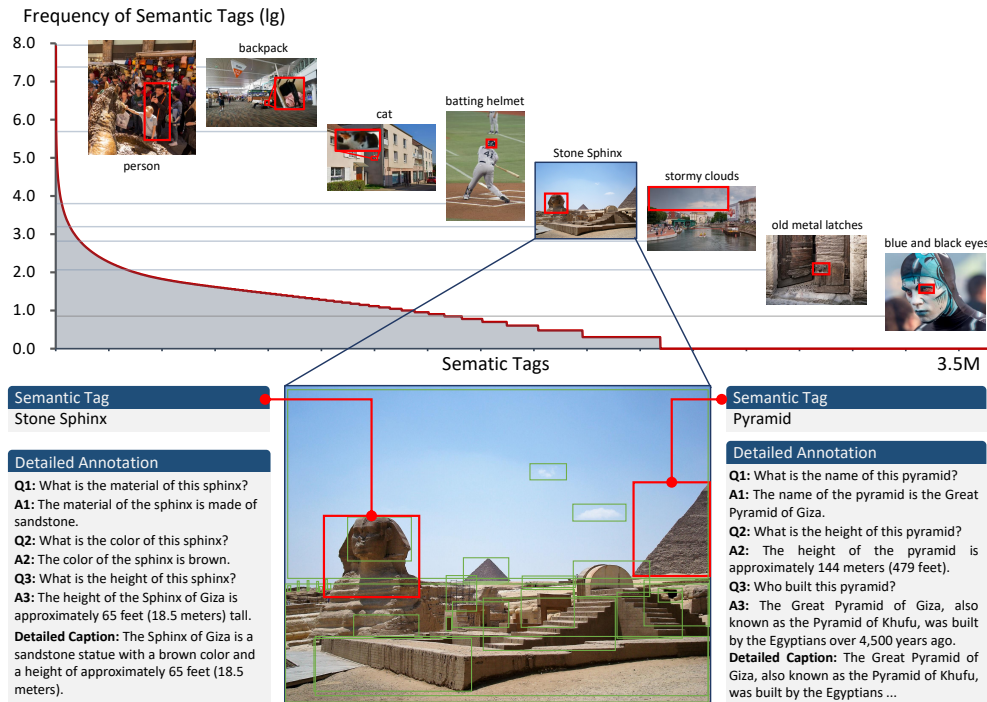 Frequency of Semantic Tags (lg)
8.0
7.0
6.0
5.0
4.0
3.0
2.0
1.0
0.0
person
backpack
cat
batting helmet
Stone Sphinx
stormy clouds
old metal latches
blue and black eyes
Sematic Tags
3.5M
Semantic Tag
Stone Sphinx
Detailed Annotation
Q1: What is the material of this sphinx?
A1: The material of the sphinx is made of
sandstone.
Q2: What is the color of this sphinx?
A2: The color of the sphinx is brown.
Q3: What is the height of this sphinx?
A3: The height of the Sphinx of Giza is
approximately 65 feet (18.5 meters) tall.
Detailed Caption: The Sphinx of Giza is a
sandstone statue with a brown color and
a height of approximately 65 feet (18.5
meters).
Semantic Tag
Pyramid
Detailed Annotation
Q1: What is the name of this pyramid?
A1: The name of the pyramid is the Great
Pyramid of Giza.
Q2: What is the height of this pyramid?
A2: The height of the pyramid is
approximately 144 meters (479 feet).
Q3: Who built this pyramid?
A3: The Great Pyramid of Giza, also
known as the Pyramid of Khufu, was built
by the Egyptians over 4,500 years ago.
Detailed Caption: The Great Pyramid of
Giza, also known as the Pyramid of Khufu,
was built by the Egyptians ...